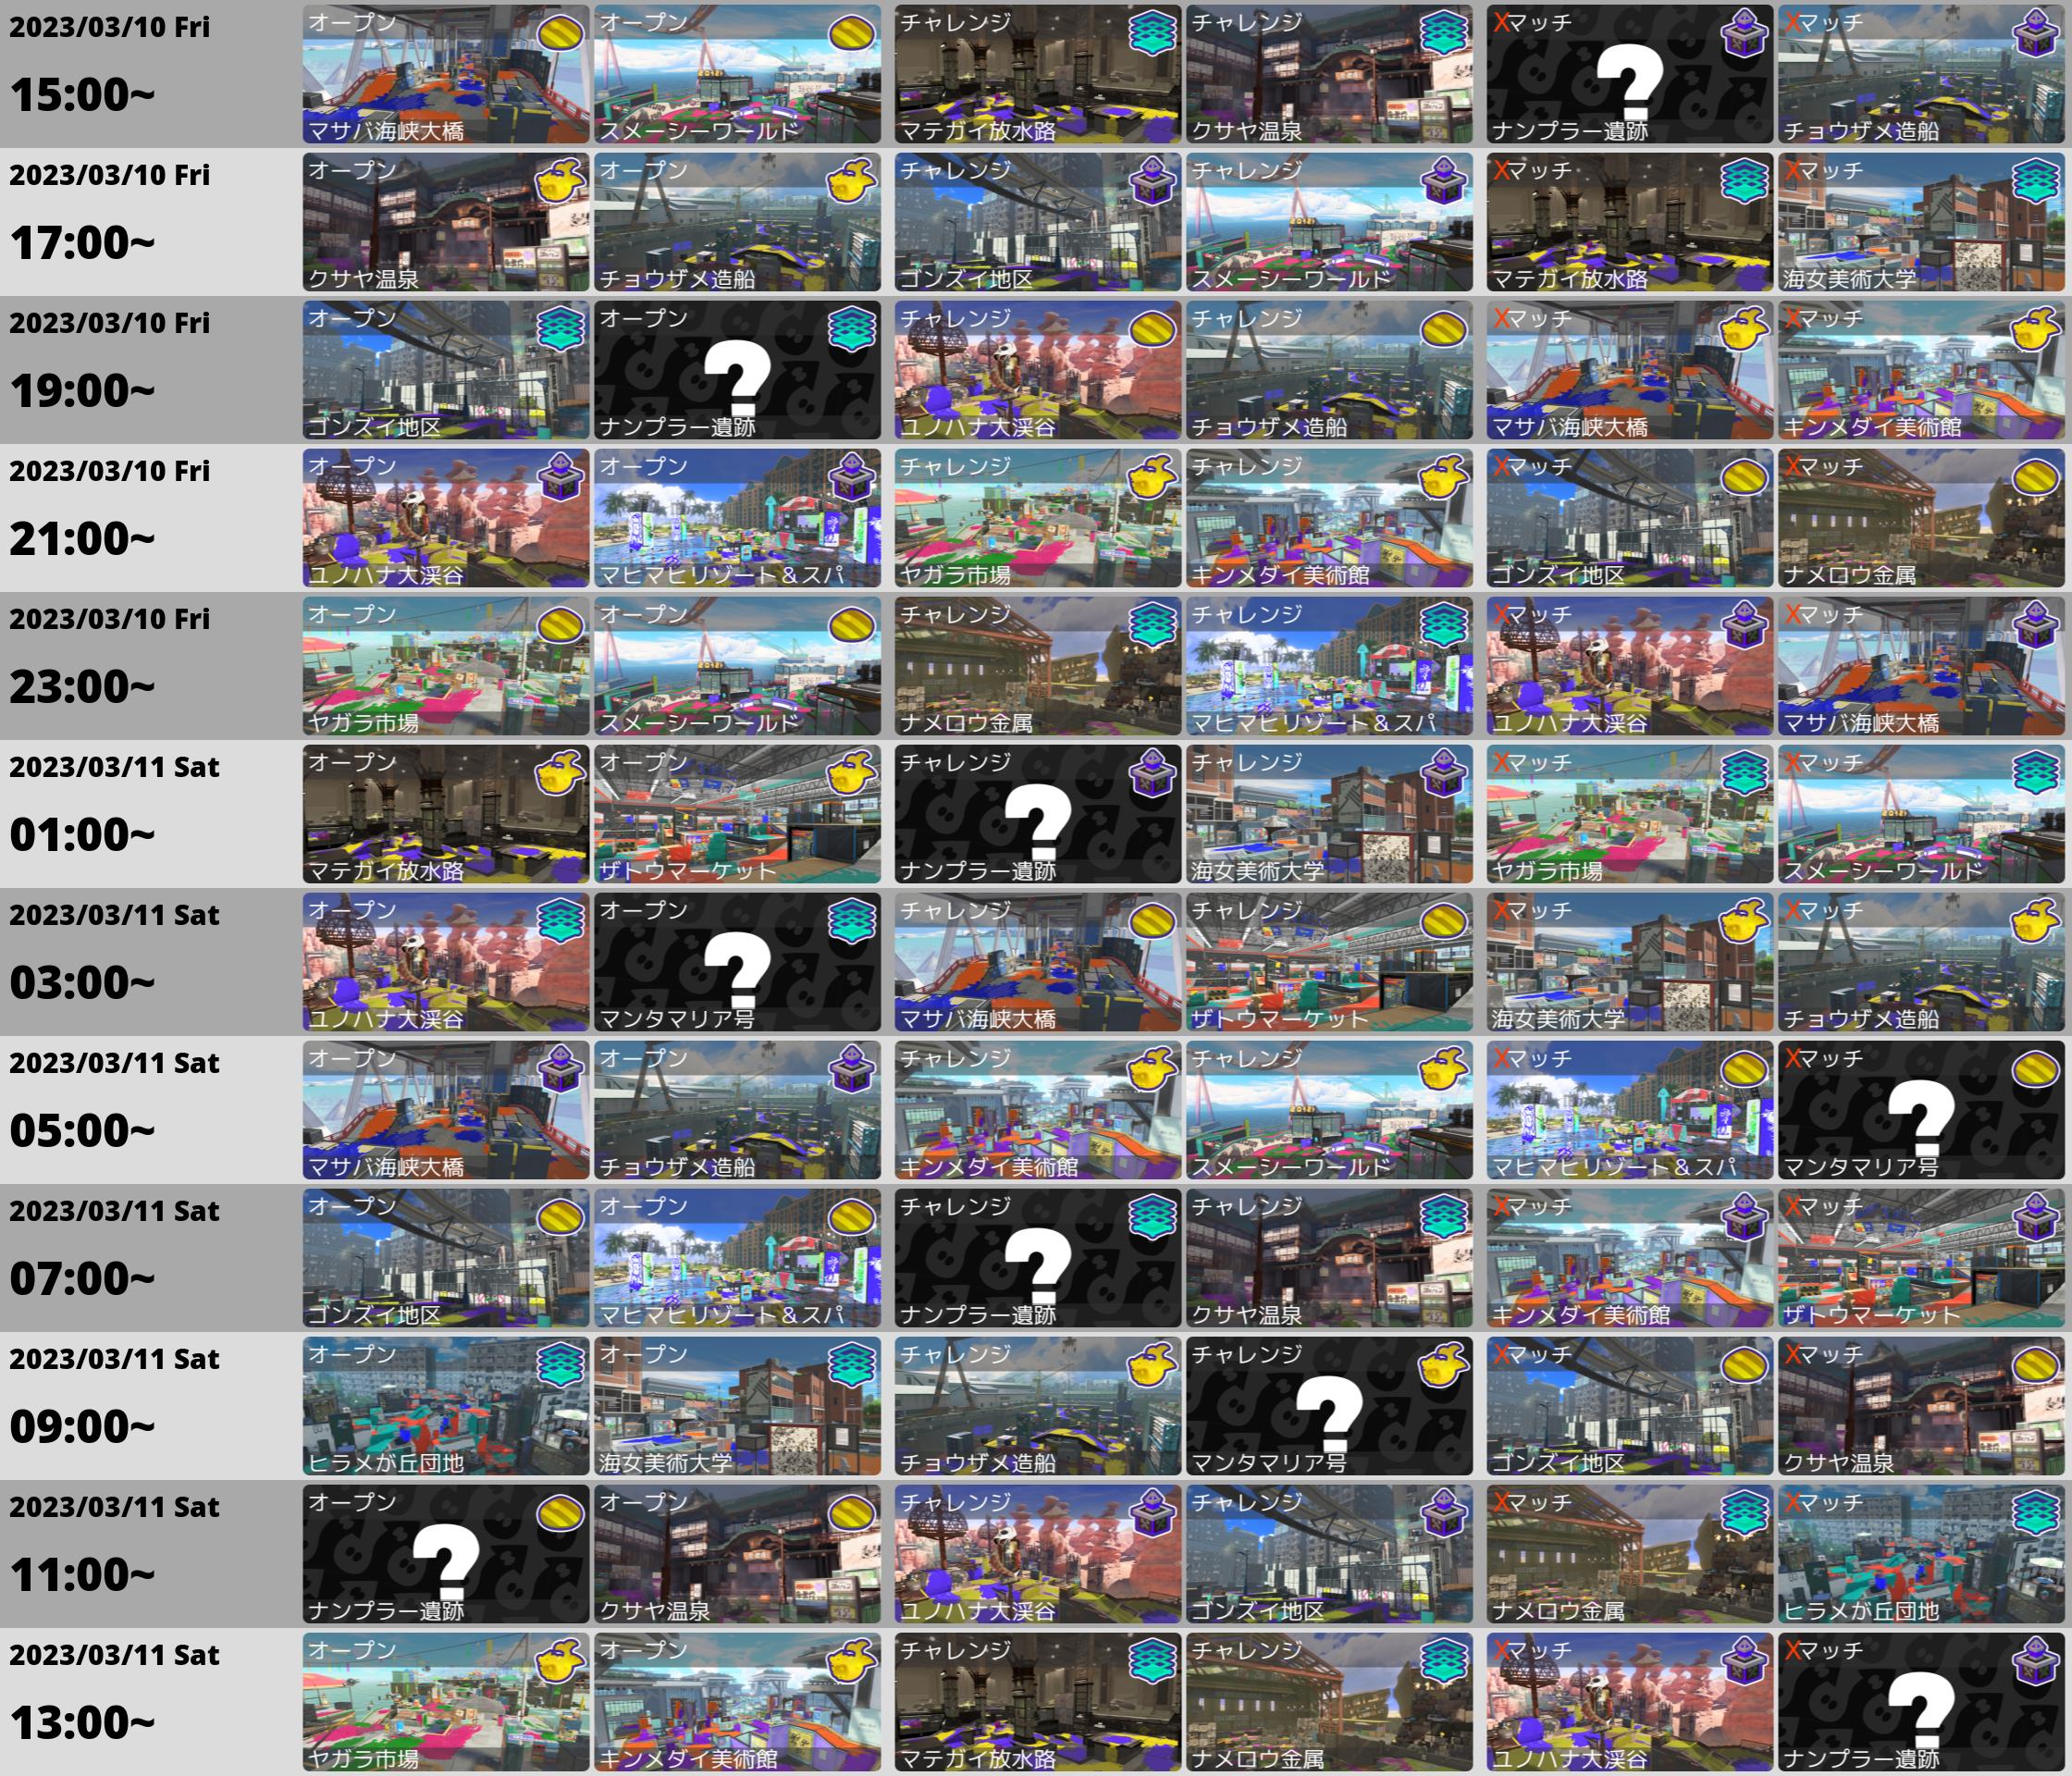 2023/03/10 Fri
15:00~
オープン
マサバ海峡大橋
オープン
スメーシーワールド
チャレンジ
マテガイ放水路
チャレンジ
クサヤ温泉
Xマッチ
ナンプラー遺跡
Xマッチ
チョウザメ造船
2023/03/10 Fri
17:00~
オープン
クサヤ温泉
オープン
チョウザメ造船
チャレンジ
ゴンズイ地区
チャレンジ
スメーシーワールド
Xマッチ
マテガイ放水路
Xマッチ
海女美術大学
2023/03/10 Fri
19:00~
オープン
ゴンズイ地区
オープン
ナンプラー遺跡
チャレンジ
ユノハナ大渓谷
チャレンジ
チョウザメ造船
Xマッチ
マサバ海峡大橋
Xマッチ
キンメダイ美術館
2023/03/10 Fri
21:00~
オープン
ユノハナ大渓谷
オープン
マヒマヒリゾート&スパ
チャレンジ
ヤガラ市場
チャレンジ
キンメダイ美術館
Xマッチ
ゴンズイ地区
Xマッチ
ナメロウ金属
2023/03/10 Fri
23:00~
オープン
ヤガラ市場
オープン
スメーシーワールド
チャレンジ
ナメロウ金属
チャレンジ
マヒマヒリゾート&スパ
Xマッチ
ユノハナ大渓谷
Xマッチ
マサバ海峡大橋
2023/03/11 Sat
01:00~
オープン
マテガイ放水路
オープン
ザトウマーケット
チャレンジ
ナンプラー遺跡
チャレンジ
海女美術大学
Xマッチ
ヤガラ市場
Xマッチ
スメーシーワールド
2023/03/11 Sat
03:00~
オープン
ユノハナ大渓谷
オープン
マンタマリア号
チャレンジ
マサバ海峡大橋
チャレンジ
ザトウマーケット
Xマッチ
海女美術大学
Xマッチ
チョウザメ造船
2023/03/11 Sat
05:00~
オープン
マサバ海峡大橋
オープン
チョウザメ造船
チャレンジ
キンメダイ美術館
チャレンジ
スメーシーワールド
Xマッチ
マヒマヒリゾート&スパ
Xマッチ
マンタマリア号
2023/03/11 Sat
07:00~
オープン
ゴンズイ地区
オープン
マヒマヒリゾート&スパ
チャレンジ
ナンプラー遺跡
チャレンジ
クサヤ温泉
Xマッチ
キンメダイ美術館
Xマッチ
ザトウマーケット
2023/03/11 Sat
09:00~
オープン
ヒラメが丘団地
オープン
海女美術大学
チャレンジ
チョウザメ造船
チャレンジ
マンタマリア号
Xマッチ
ゴンズイ地区
Xマッチ
クサヤ温泉
2023/03/11 Sat
11:00~
オープン
ナンプラー遺跡
オープン
クサヤ温泉
チャレンジ
ユノハナ大渓谷
チャレンジ
ゴンズイ地区
Xマッチ
ナメロウ金属
Xマッチ
ヒラメが丘団地
2023/03/11 Sat
13:00~
オープン
ヤガラ市場
オープン
キンメダイ美術館
チャレンジ
マテガイ放水路
チャレンジ
ナメロウ金属
Xマッチ
ユノハナ大渓谷
Xマッチ
ナンプラー遺跡